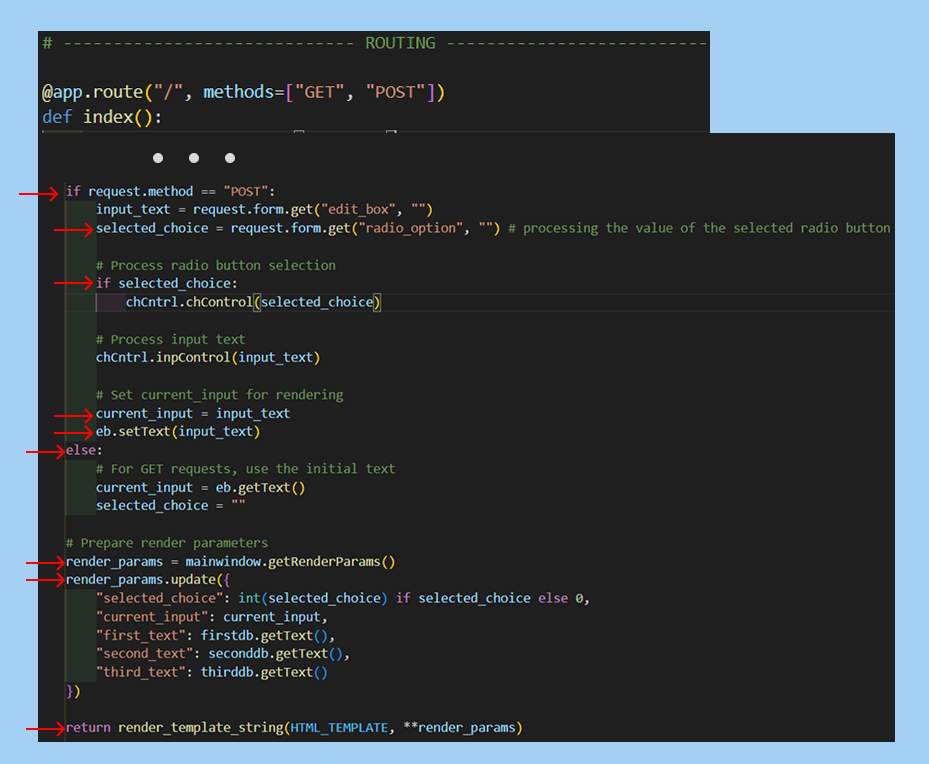 # ---------------------------- ROUTING -------------------------
@app.route("/", methods=["GET", "POST"])
def index():
if request.method == "POST":
input_text = request.form.get("edit_box", "")
selected_choice = request.form.get("radio_option", "") # processing the value of the selected radio button
# Process radio button selection
if selected_choice:
chCntrl.chControl(selected_choice)
# Process input text
chCntrl.inpControl(input_text)
# Set current_input for rendering
current_input = input_text
eb.setText(input_text)
else:
# For GET requests, use the initial text
current_input = eb.getText()
selected_choice = ""
# Prepare render parameters
render_params = mainwindow.getRenderParams()
render_params.update({
"selected_choice": int(selected_choice) if selected_choice else 0,
"current_input": current_input,
"first_text": firstdb.getText(),
"second_text": seconddb.getText(),
"third_text": thirddb.getText()
})
return render_template_string(HTML_TEMPLATE, **render_params)